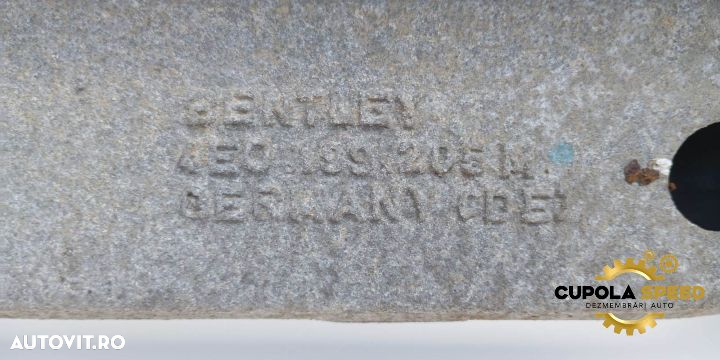 BENTLEY
4E0 199 205 M
GERMANY (DE)
CUPOLA SPEED
DEZMEMBRĂRI AUTO
AUTOVIT.RO